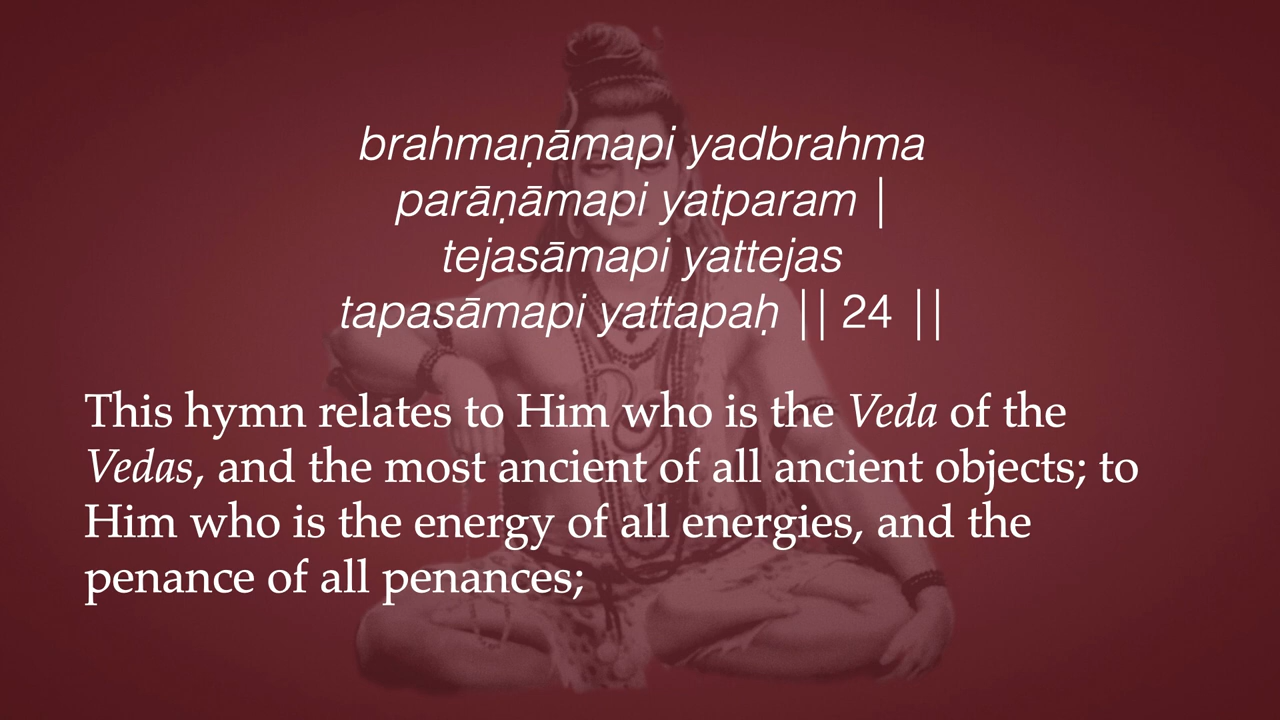 brahmaṇāmapi yadbrahma
parāṇāmapi yatparam |
tejasāmapi yattejas
tapasāmapi yattapaḥ || 24 ||
This hymn relates to Him who is the Veda of the
Vedas, and the most ancient of all ancient objects; to
Him who is the energy of all energies, and the
penance of all penances;